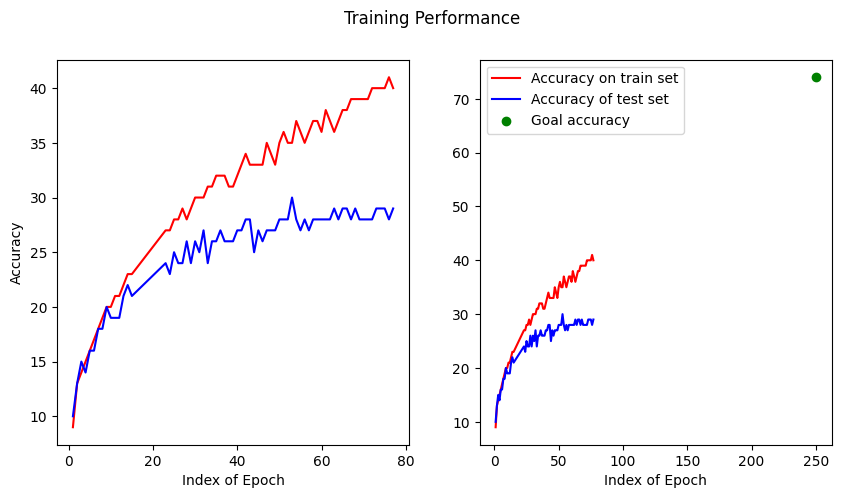 Training Performance
Accuracy
40
35
30
25
20
15
10
0 20 40 60 80
Index of Epoch
Accuracy on train set
Accuracy of test set
Goal accuracy
70
60
50
40
30
20
10
0 50 100 150 200 250
Index of Epoch